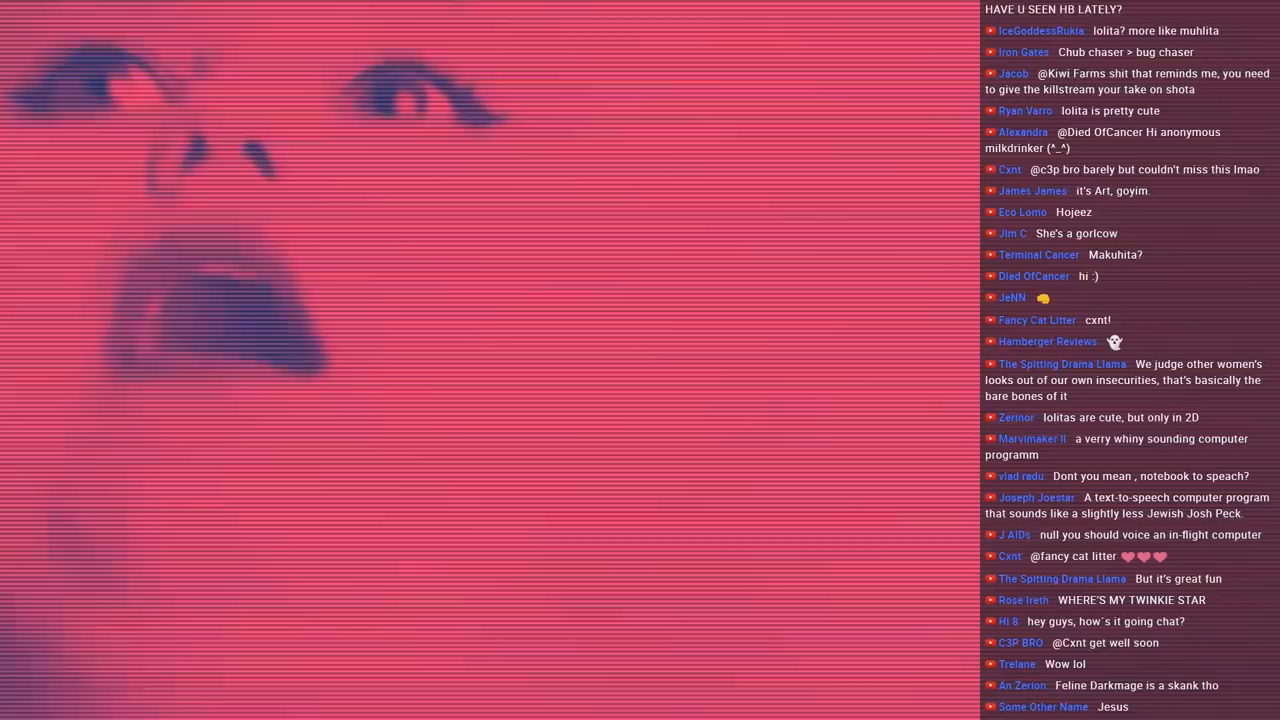 HAVE U SEEN HB LATELY?
IceGoddessRukia lolita? more like muhlita
Iron Gates Chub chaser > bug chaser
Jacob @Kiwi Farms shit that reminds me, you need
to give the killstream your take on shota
Ryan Varro lolita is pretty cute
Alexandra @Died OfCancer Hi anonymous
milkdrinker (^_^)
Cxnt @c3p bro barely but couldn't miss this lmao
James James it's Art, goyim.
Eco Lomo Hojeez
Jim C She's a gorlcow
Terminal Cancer Makuhita?
Died OfCancer hi :)
JeNN
Fancy Cat Litter cxnt!
Hamberger Reviews
The Spitting Drama Llama We judge other women's
looks out of our own insecurities, that's basically the
bare bones of it
Zerinor lolitas are cute, but only in 2D
Marvimaker II a verry whiny sounding computer
programm
vlad radu Dont you mean , notebook to speach?
Joseph Joestar A text-to-speech computer program
that sounds like a slightly less Jewish Josh Peck.
J AIDs null you should voice an in-flight computer
Cxnt @fancy cat litter
The Spitting Drama Llama But it's great fun
Rose Ireth WHERE'S MY TWINKIE STAR
Hi 8 hey guys, how´s it going chat?
C3P BRO @Cxnt get well soon
Trelane Wow lol
An Zerion Feline Darkmage is a skank tho
Some Other Name Jesus